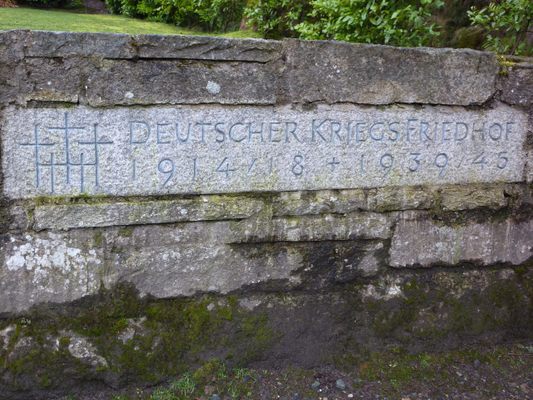 DEUTSCHER KRIEGSFRIEDHOF
1914/18 + 1939/45